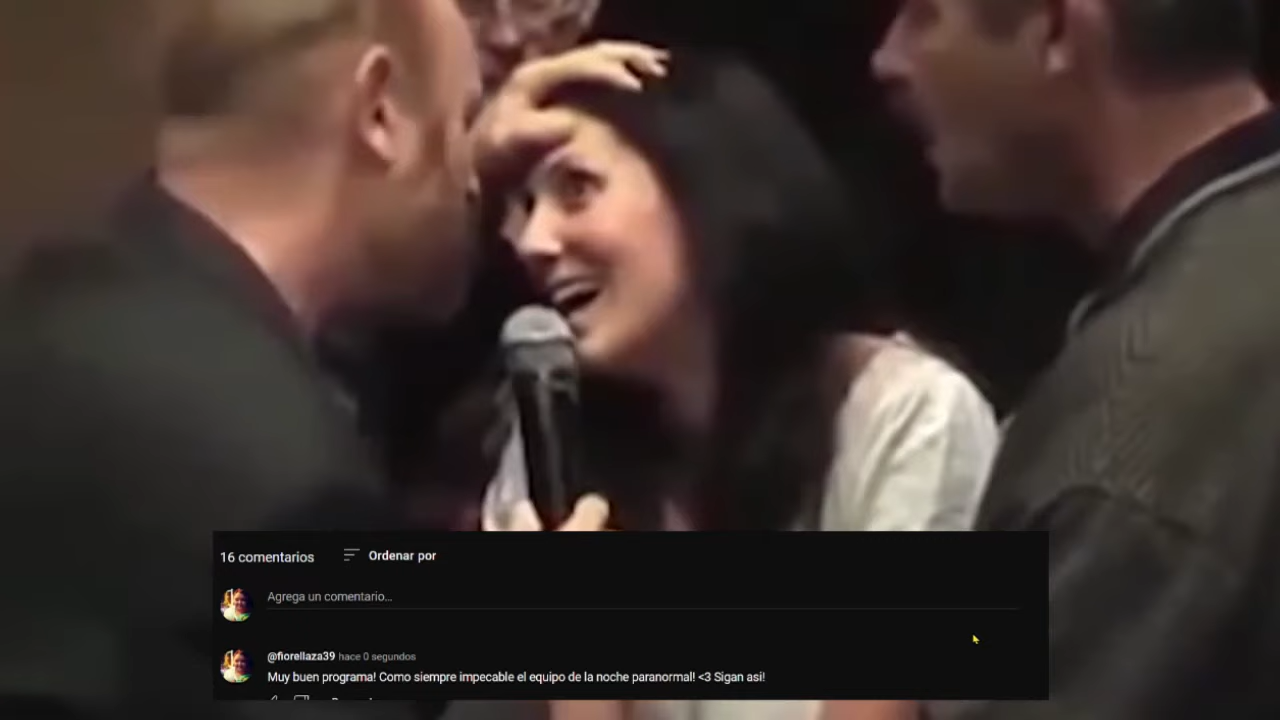 16 comentarios
Ordenar por
Agrega un comentario...
@fiorellaza39 hace 0 segundos
Muy buen programa! Como siempre impecable el equipo de la noche paranormal! <3 Sigan asi!